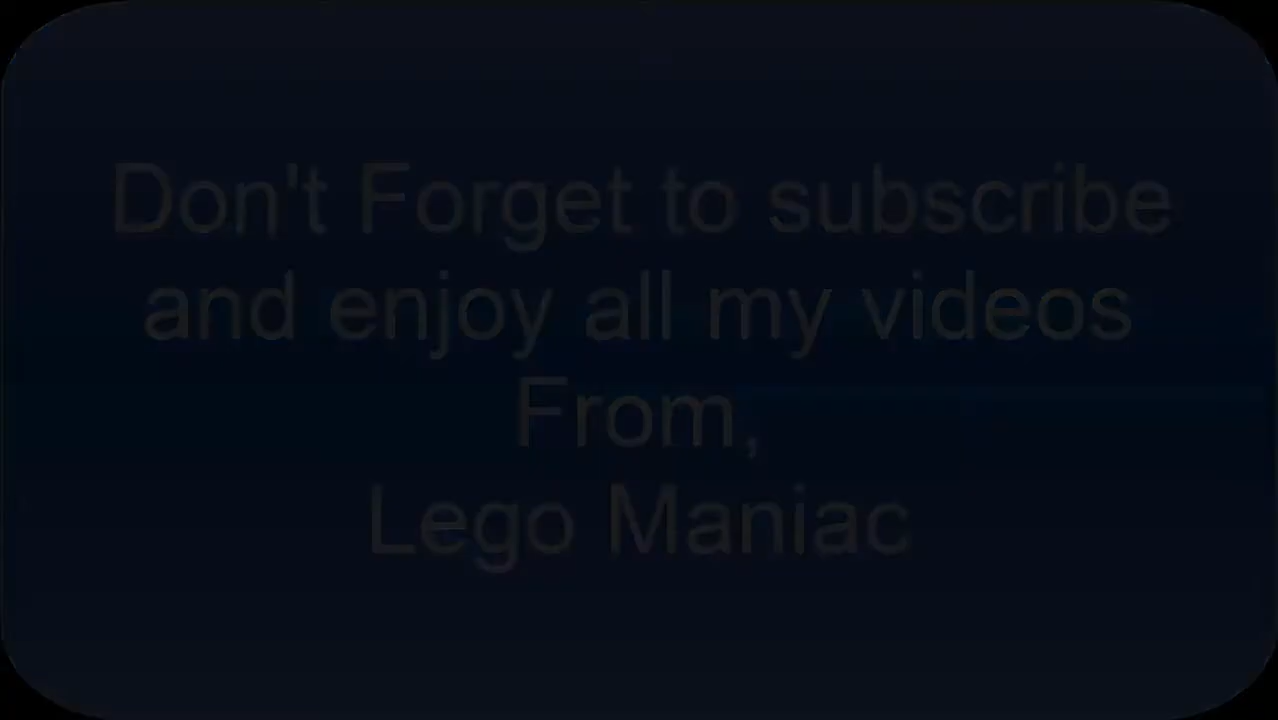 Don't Forget to subscribe
and enjoy all my videos
From,
Lego Maniac